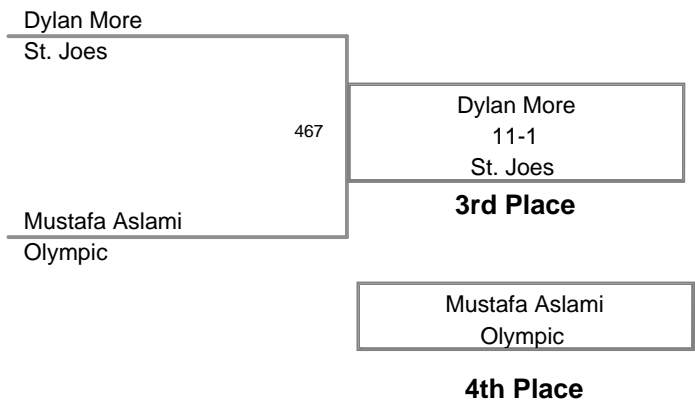 Dylan More
St. Joes
467
Dylan More
11-1
St. Joes
3rd Place
Mustafa Aslami
Olympic
Mustafa Aslami
Olympic
4th Place